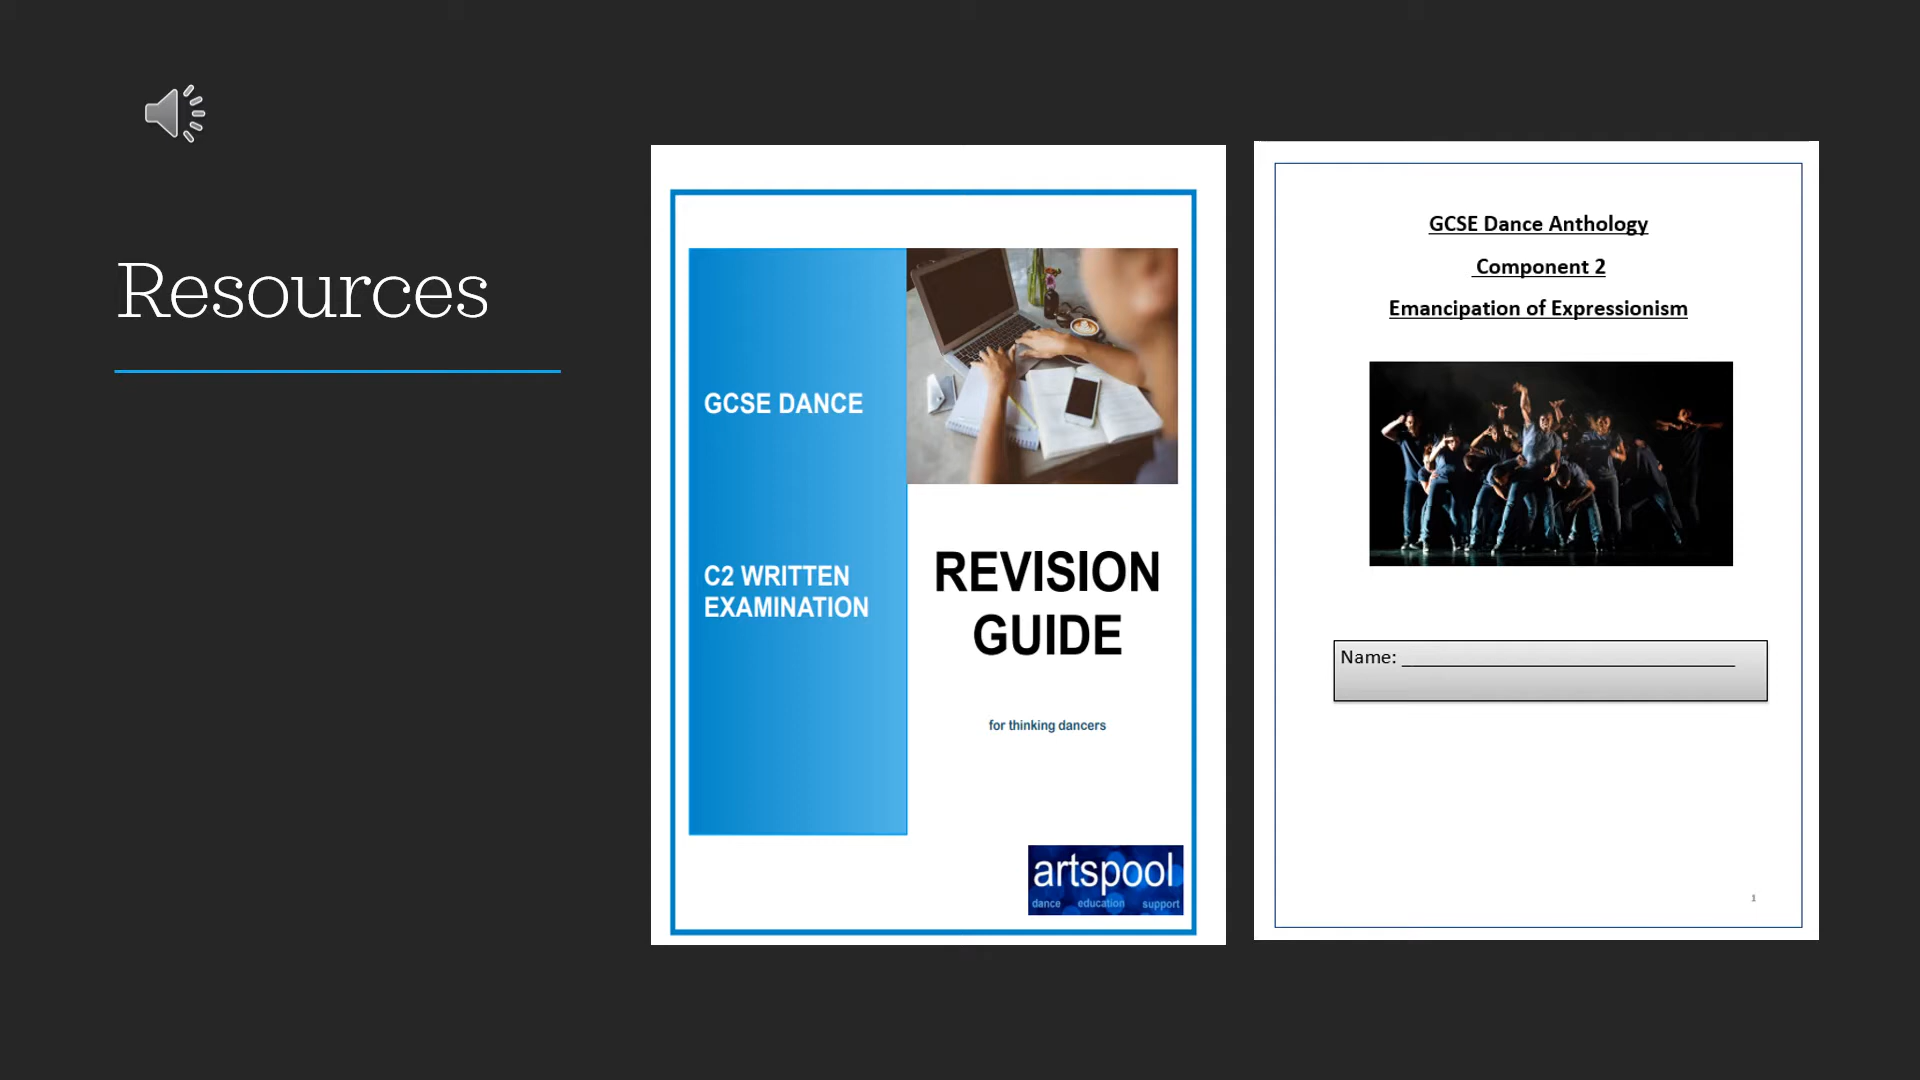 Resources
GCSE DANCE
C2 WRITTEN
EXAMINATION
REVISION
GUIDE
for thinking dancers
artspool
dance education support
GCSE Dance Anthology
Component 2
Emancipation of Expressionism
Name: ______________________________
1